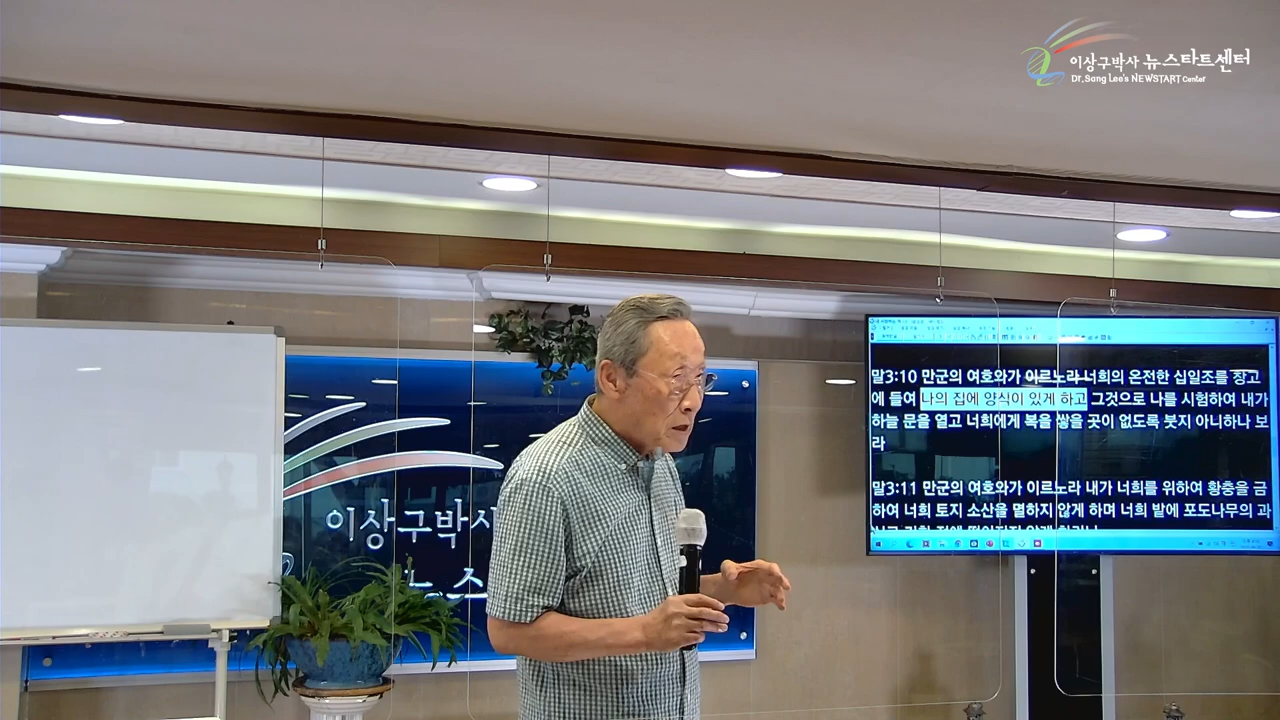 이상구박사 뉴스타트센터
Dr. Sang Lee's NEWSTART Center
말3:10 만군의 여호와가 이르노라 너희의 온전한 십일조를 창고
에 들여 나의 집에 양식이 있게 하고 그것으로 나를 시험하여 내가
하늘 문을 열고 너희에게 복을 쌓을 곳이 없도록 붓지 아니하나 보
라
말3:11 만군의 여호와가 이르노라 내가 너희를 위하여 황충을 금
하여 너희 토지 소산을 멸하지 않게 하며 너희 밭에 포도나무의 과
이상구박사
뉴스